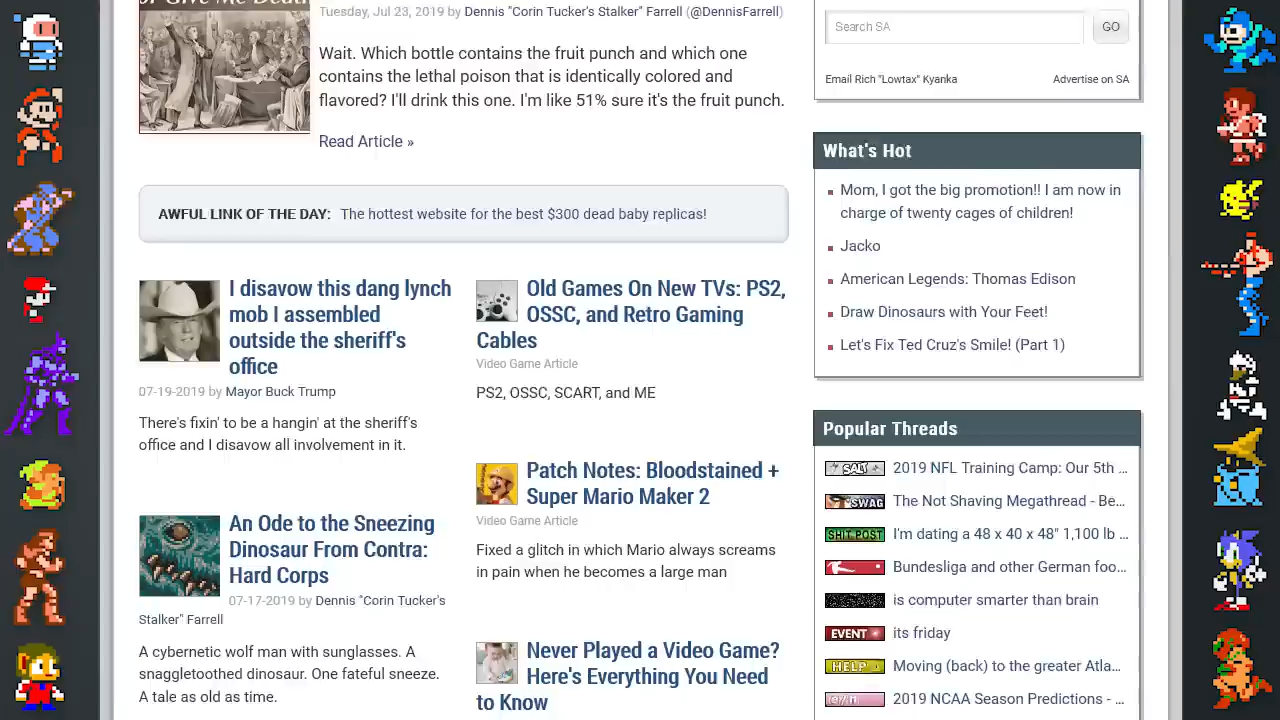 or Give Me Death
Tuesday, Jul 23, 2019 by Dennis "Corin Tucker's Stalker" Farrell (@DennisFarrell)
Wait. Which bottle contains the fruit punch and which one
contains the lethal poison that is identically colored and
flavored? I'll drink this one. I'm like 51% sure it's the fruit punch.
Read Article »
AWFUL LINK OF THE DAY: The hottest website for the best $300 dead baby replicas!
I disavow this dang lynch
mob I assembled
outside the sheriff's
office
07-19-2019 by Mayor Buck Trump
There's fixin' to be a hangin' at the sheriff's
office and I disavow all involvement in it.
An Ode to the Sneezing
Dinosaur From Contra:
Hard Corps
07-17-2019 by Dennis "Corin Tucker's
Stalker" Farrell
A cybernetic wolf man with sunglasses. A
snaggletoothed dinosaur. One fateful sneeze.
A tale as old as time.
Old Games On New TVs: PS2,
OSSC, and Retro Gaming
Cables
Video Game Article
PS2, OSSC, SCART, and ME
Patch Notes: Bloodstained +
Super Mario Maker 2
Video Game Article
Fixed a glitch in which Mario always screams
in pain when he becomes a large man
Never Played a Video Game?
Here's Everything You Need
to Know
Search SA
GO
Email Rich "Lowtax" Kyanka
Advertise on SA
What's Hot
Mom, I got the big promotion!! I am now in
charge of twenty cages of children!
Jacko
American Legends: Thomas Edison
Draw Dinosaurs with Your Feet!
Let's Fix Ted Cruz's Smile! (Part 1)
Popular Threads
SALT 2019 NFL Training Camp: Our 5th ...
SWAG The Not Shaving Megathread - Be...
SHIT POST I'm dating a 48 x 40 x 48" 1,100 lb ...
Bundesliga and other German foo...
is computer smarter than brain
EVENT its friday
HELP Moving (back) to the greater Atla...
2019 NCAA Season Predictions - ...